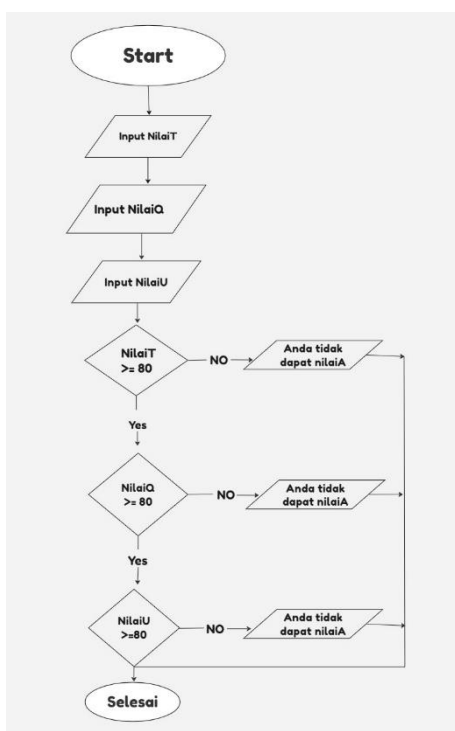 Start
Input NilaiT
Input NilaiQ
Input NilaiU
NilaiT
>= 80
NO
Anda tidak
dapat nilaiA
Yes
NilaiQ
>= 80
NO
Anda tidak
dapat nilaiA
Yes
NilaiU
>=80
NO
Anda tidak
dapat nilaiA
Selesai